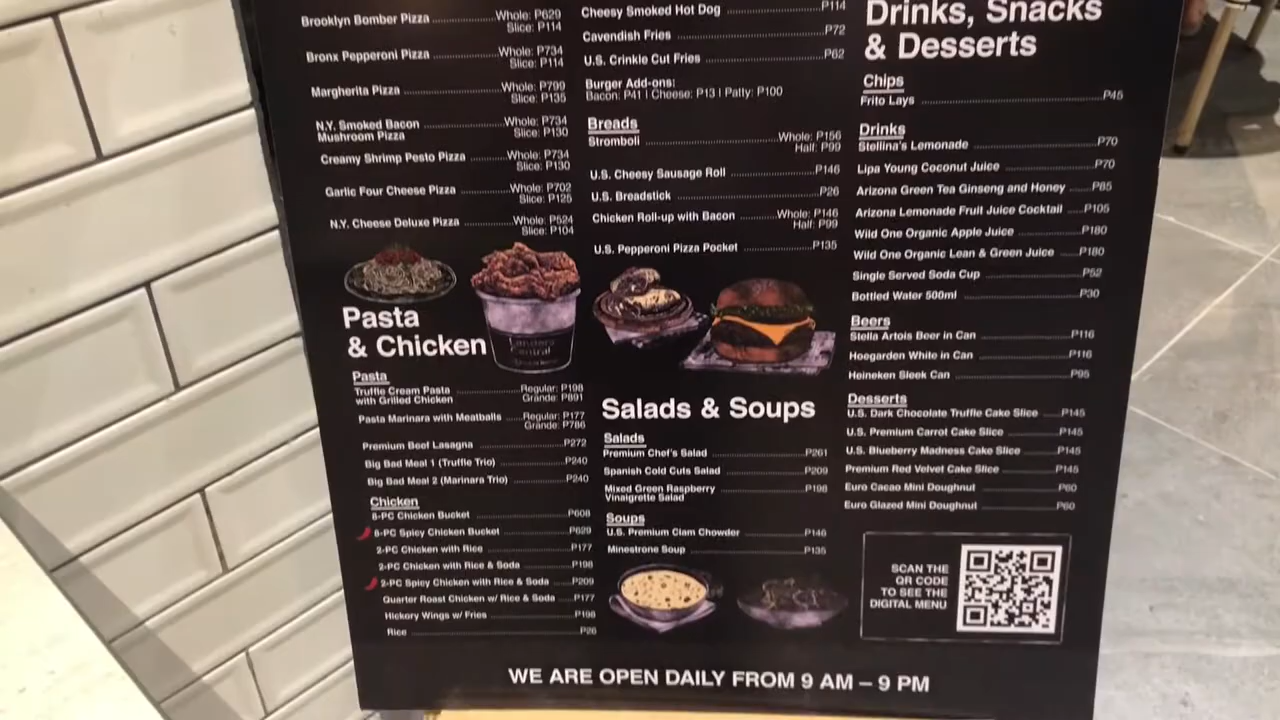 Brooklyn Bomber Pizza Whole: P629
Slice: P114
Bronx Pepperoni Pizza Whole: P734
Slice: P114
Margherita Pizza Whole: P799
Slice: P135
N.Y. Smoked Bacon Whole: P734
Mushroom Pizza Slice: P130
Creamy Shrimp Pesto Pizza Whole: P734
Slice: P130
Garlic Four Cheese Pizza Whole: P702
Slice: P125
N.Y. Cheese Deluxe Pizza Whole: P524
Slice: P104
Pasta
& Chicken
Landers
Central
Pasta
Truffle Cream Pasta Regular: P198
with Grilled Chicken Grande: P891
Pasta Marinara with Meatballs Regular: P177
Grande: P786
Premium Beef Lasagna P272
Big Bad Meal 1 (Truffle Trio) P240
Big Bad Meal 2 (Marinara Trio) P240
Chicken
8-PC Chicken Bucket P608
8-PC Spicy Chicken Bucket P629
2-PC Chicken with Rice P177
2-PC Chicken with Rice & Soda P198
2-PC Spicy Chicken with Rice & Soda P209
Quarter Roast Chicken w/ Rice & Soda P177
Hickory Wings w/ Fries P198
Rice P26
Cheesy Smoked Hot Dog P114
Cavendish Fries P72
U.S. Crinkle Cut Fries P62
Burger Add-ons:
Bacon: P41 | Cheese: P13 | Patty: P100
Breads
Stromboli Whole: P156
Half: P99
U.S. Cheesy Sausage Roll P146
U.S. Breadstick P26
Chicken Roll-up with Bacon Whole: P146
Half: P99
U.S. Pepperoni Pizza Pocket P135
Salads & Soups
Salads
Premium Chef's Salad P261
Spanish Cold Cuts Salad P209
Mixed Green Raspberry P198
Vinaigrette Salad
Soups
U.S. Premium Clam Chowder P146
Minestrone Soup P135
Drinks, Snacks
& Desserts
Chips
Frito Lays P45
Drinks
Stellina's Lemonade P70
Lipa Young Coconut Juice P70
Arizona Green Tea Ginseng and Honey P85
Arizona Lemonade Fruit Juice Cocktail P105
Wild One Organic Apple Juice P180
Wild One Organic Lean & Green Juice P180
Single Served Soda Cup P52
Bottled Water 500ml P30
Beers
Stella Artois Beer in Can P116
Hoegarden White in Can P116
Heineken Sleek Can P95
Desserts
U.S. Dark Chocolate Truffle Cake Slice P145
U.S. Premium Carrot Cake Slice P145
U.S. Blueberry Madness Cake Slice P145
Premium Red Velvet Cake Slice P145
Euro Cacao Mini Doughnut P60
Euro Glazed Mini Doughnut P60
SCAN THE
QR CODE
TO SEE THE
DIGITAL MENU
WE ARE OPEN DAILY FROM 9 AM – 9 PM